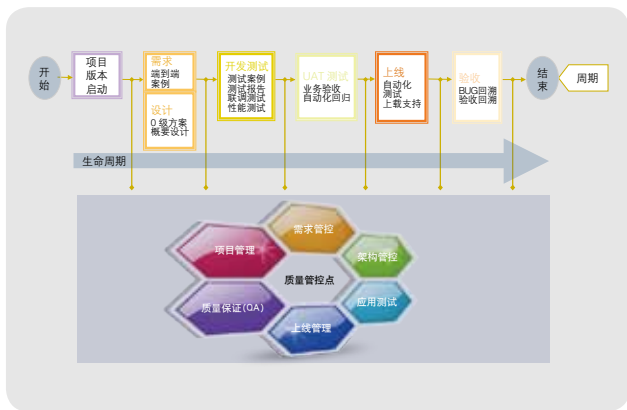 开
始
项目
版本
启动
需求
端到端
案例
设计
0 级方案
概要设计
开发测试
测试案例
测试报告
联调测试
性能测试
UAT 测试
业务验收
自动化回归
上线
自动化
测试
上载支持
验收
BUG回溯
验收回溯
结
束
周期
生命周期
需求管控
项目管理
架构管控
质量管控点
质量保证(QA)
应用测试
上线管理